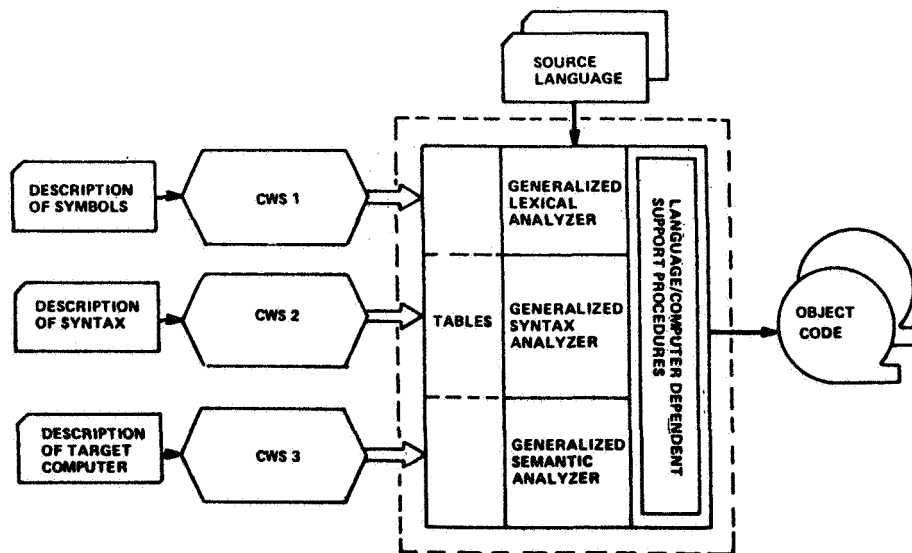 SOURCE
LANGUAGE
DESCRIPTION
OF SYMBOLS
CWS 1
GENERALIZED
LEXICAL
ANALYZER
LANGUAGE/COMPUTER DEPENDENT
SUPPORT PROCEDURES
DESCRIPTION
OF SYNTAX
CWS 2
TABLES
GENERALIZED
SYNTAX
ANALYZER
OBJECT
CODE
DESCRIPTION
OF TARGET
COMPUTER
CWS 3
GENERALIZED
SEMANTIC
ANALYZER